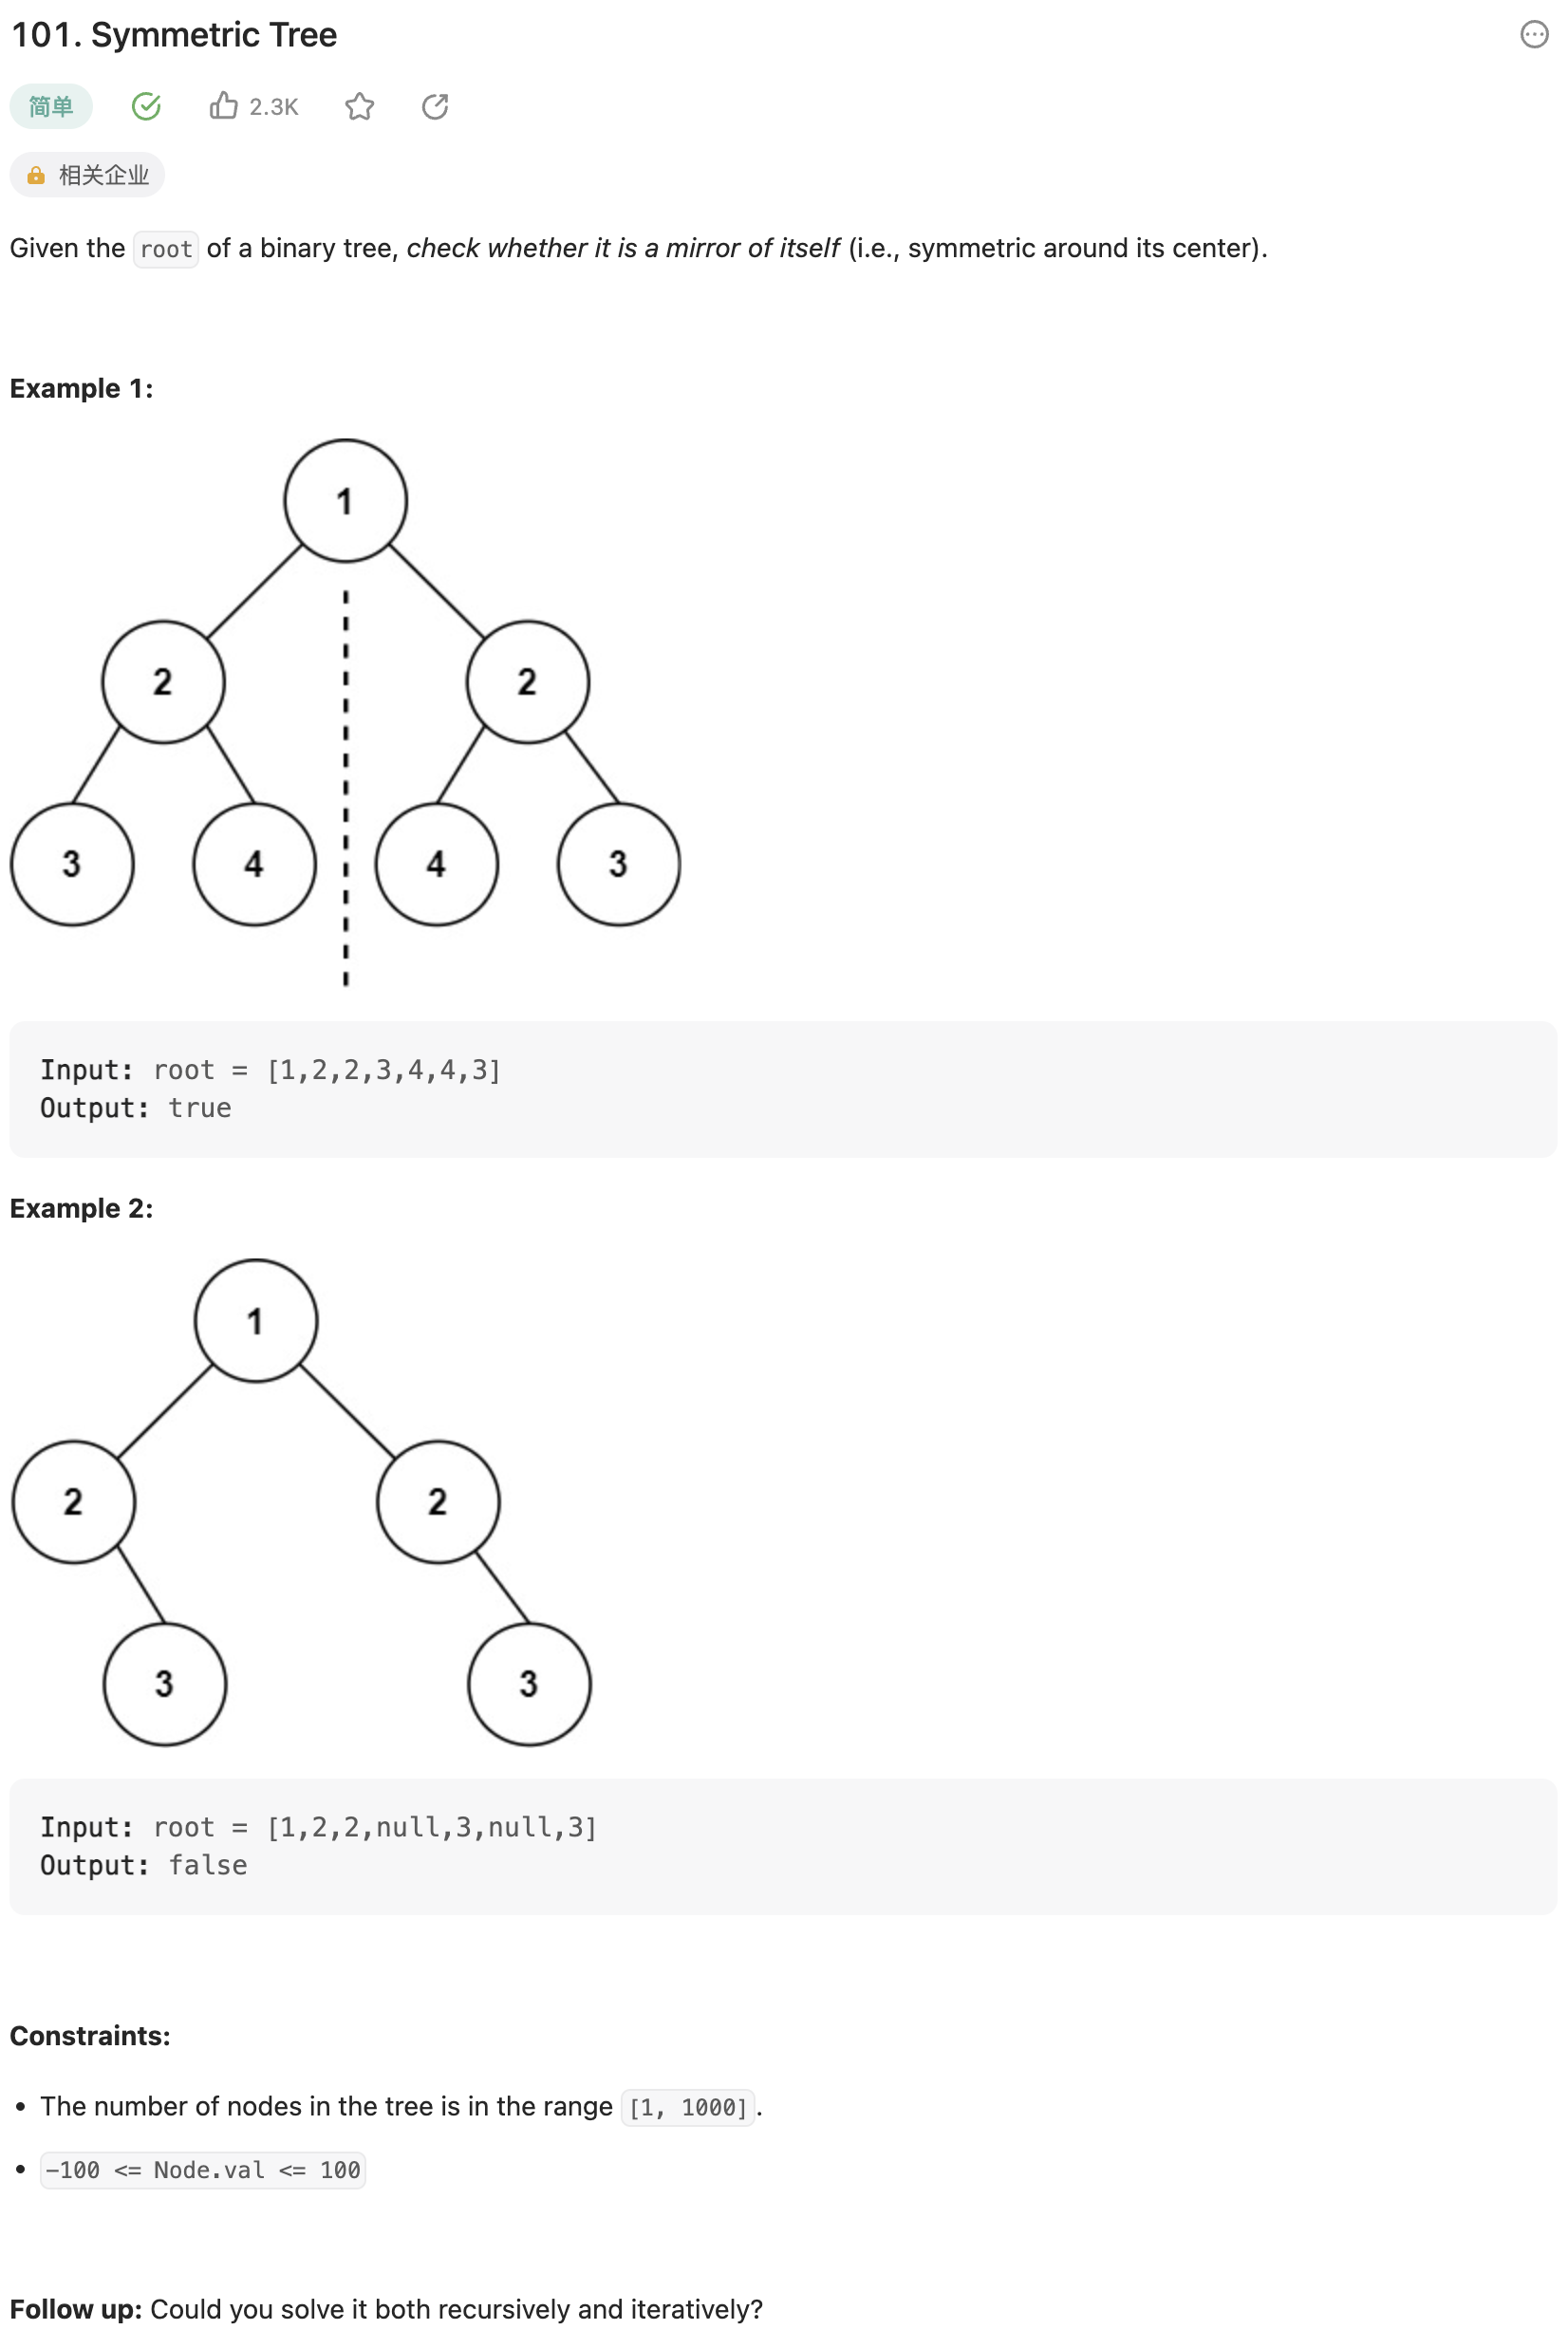 101. Symmetric Tree
简单
2.3K
相关企业
Given the root of a binary tree, check whether it is a mirror of itself (i.e., symmetric around its center).
Example 1:
1
2 2
3 4 4 3
Input: root = [1,2,2,3,4,4,3]
Output: true
Example 2:
1
2 2
3 3
Input: root = [1,2,2,null,3,null,3]
Output: false
Constraints:
• The number of nodes in the tree is in the range [1, 1000].
• -100 <= Node.val <= 100
Follow up: Could you solve it both recursively and iteratively?